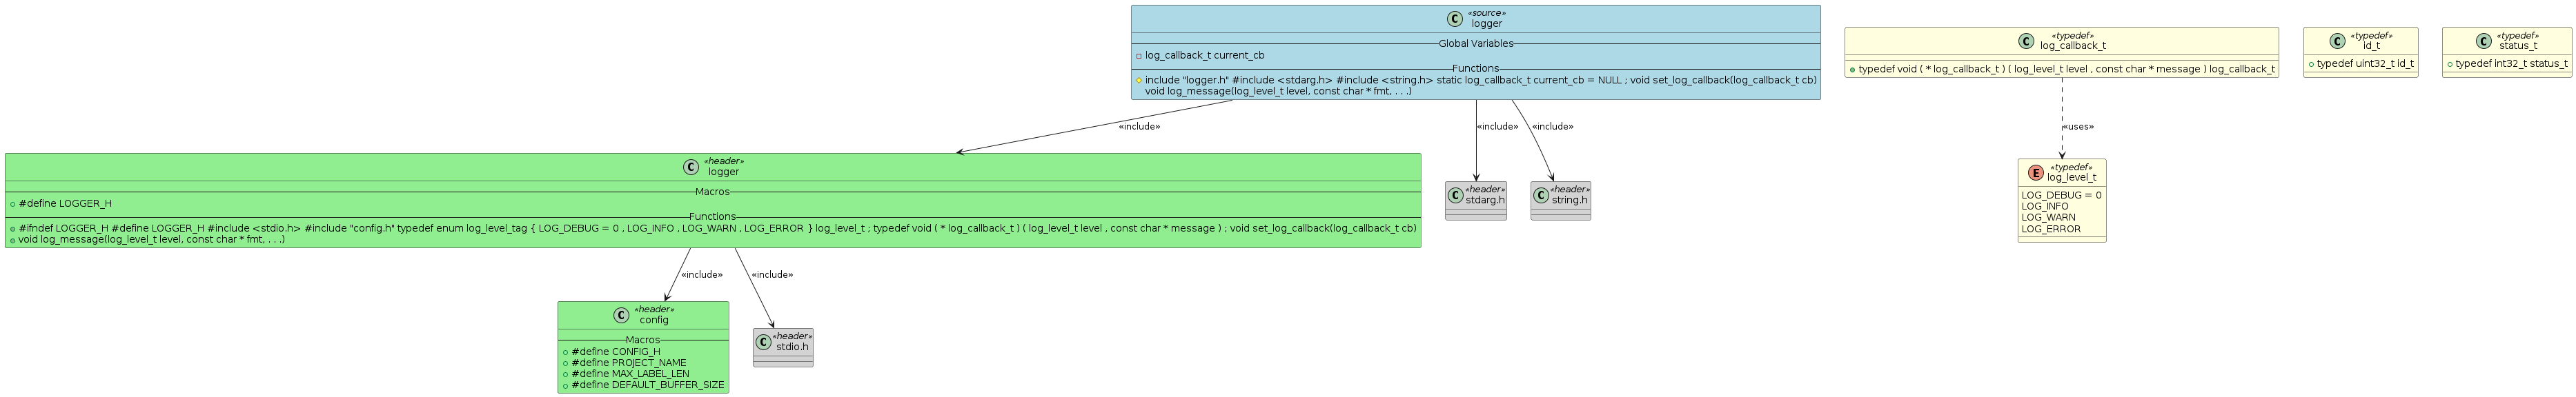 C «source»
logger
Global Variables
log_callback_t current_cb
Functions
include "logger.h" #include <stdarg.h> #include <string.h> static log_callback_t current_cb = NULL ; void set_log_callback(log_callback_t cb)
void log_message(log_level_t level, const char * fmt, . . .)
C «typedef»
log_callback_t
typedef void ( * log_callback_t ) ( log_level_t level , const char * message ) log_callback_t
C «typedef»
id_t
typedef uint32_t id_t
C «typedef»
status_t
typedef int32_t status_t
«include»
«include»
«include»
«uses»
C «header»
logger
Macros
#define LOGGER_H
Functions
#ifndef LOGGER_H #define LOGGER_H #include <stdio.h> #include "config.h" typedef enum log_level_tag { LOG_DEBUG = 0 , LOG_INFO , LOG_WARN , LOG_ERROR } log_level_t ; typedef void ( * log_callback_t ) ( log_level_t level , const char * message ) ; void set_log_callback(log_callback_t cb)
void log_message(log_level_t level, const char * fmt, . . .)
C «header»
stdarg.h
C «header»
string.h
E «typedef»
log_level_t
LOG_DEBUG = 0
LOG_INFO
LOG_WARN
LOG_ERROR
«include»
«include»
C «header»
config
Macros
#define CONFIG_H
#define PROJECT_NAME
#define MAX_LABEL_LEN
#define DEFAULT_BUFFER_SIZE
C «header»
stdio.h